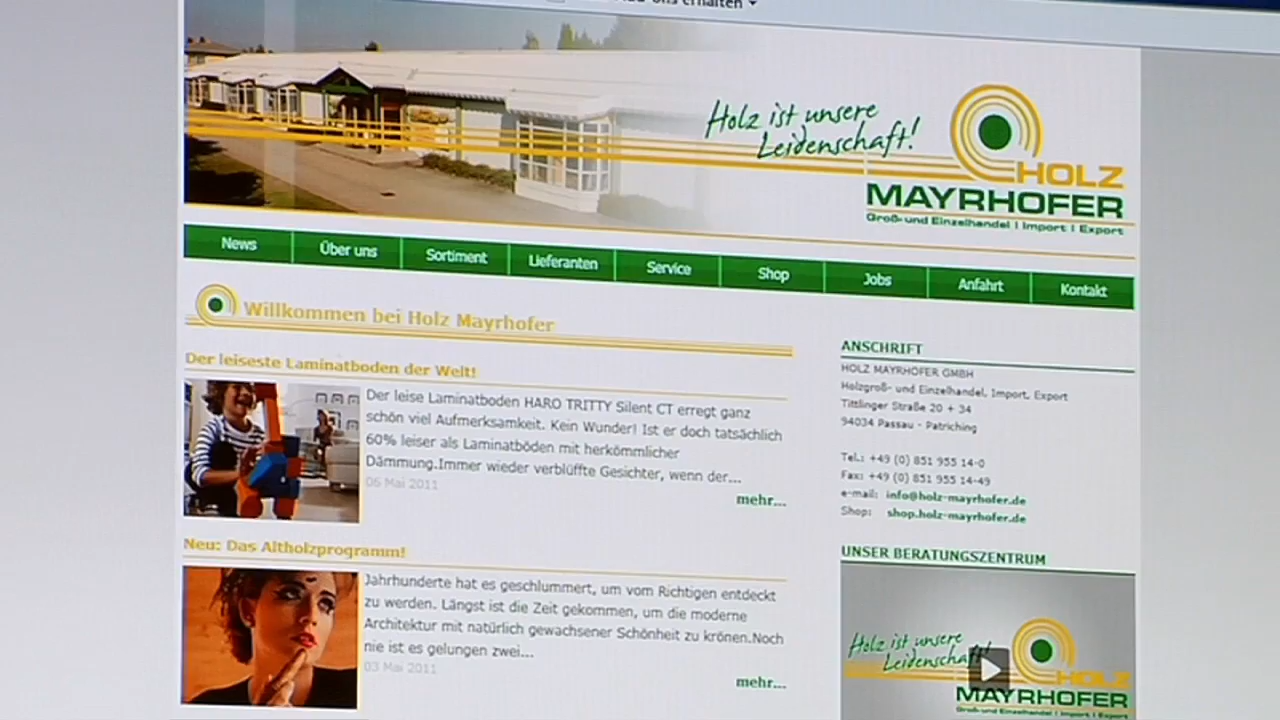 erhalten
Holz ist unsere
Leidenschaft!
HOLZ
MAYRHOFER
Groß- und Einzelhandel | Import | Export
News Über uns Sortiment Lieferanten Service Shop Jobs Anfahrt Kontakt
Willkommen bei Holz Mayrhofer
Der leiseste Laminatboden der Welt!
Der leise Laminatboden HARO TRITTY Silent CT erregt ganz
schön viel Aufmerksamkeit. Kein Wunder! Ist er doch tatsächlich
60% leiser als Laminatböden mit herkömmlicher
Dämmung.Immer wieder verblüffte Gesichter, wenn der...
06 Mai 2011
mehr...
Neu: Das Altholzprogramm!
Jahrhunderte hat es geschlummert, um vom Richtigen entdeckt
zu werden. Längst ist die Zeit gekommen, um die moderne
Architektur mit natürlich gewachsener Schönheit zu krönen.Noch
nie ist es gelungen zwei...
03 Mai 2011
mehr...
ANSCHRIFT
HOLZ MAYRHOFER GMBH
Holzgroß- und Einzelhandel, Import, Export
Tittlinger Straße 20 + 34
94034 Passau - Patriching
Tel.: +49 (0) 851 955 14-0
Fax: +49 (0) 851 955 14-49
e-mail: info@holz-mayrhofer.de
Shop: shop.holz-mayrhofer.de
UNSER BERATUNGSZENTRUM
Holz ist unsere
Leidenschaft!
HOLZ
MAYRHOFER
Groß- und Einzelhandel | Import | Export